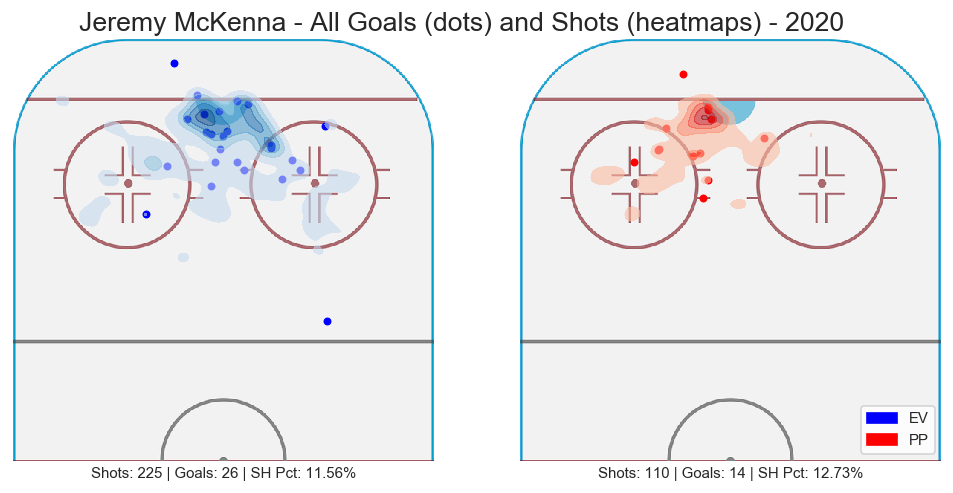 Jeremy McKenna - All Goals (dots) and Shots (heatmaps) - 2020
EV
PP
Shots: 225 | Goals: 26 | SH Pct: 11.56%
Shots: 110 | Goals: 14 | SH Pct: 12.73%